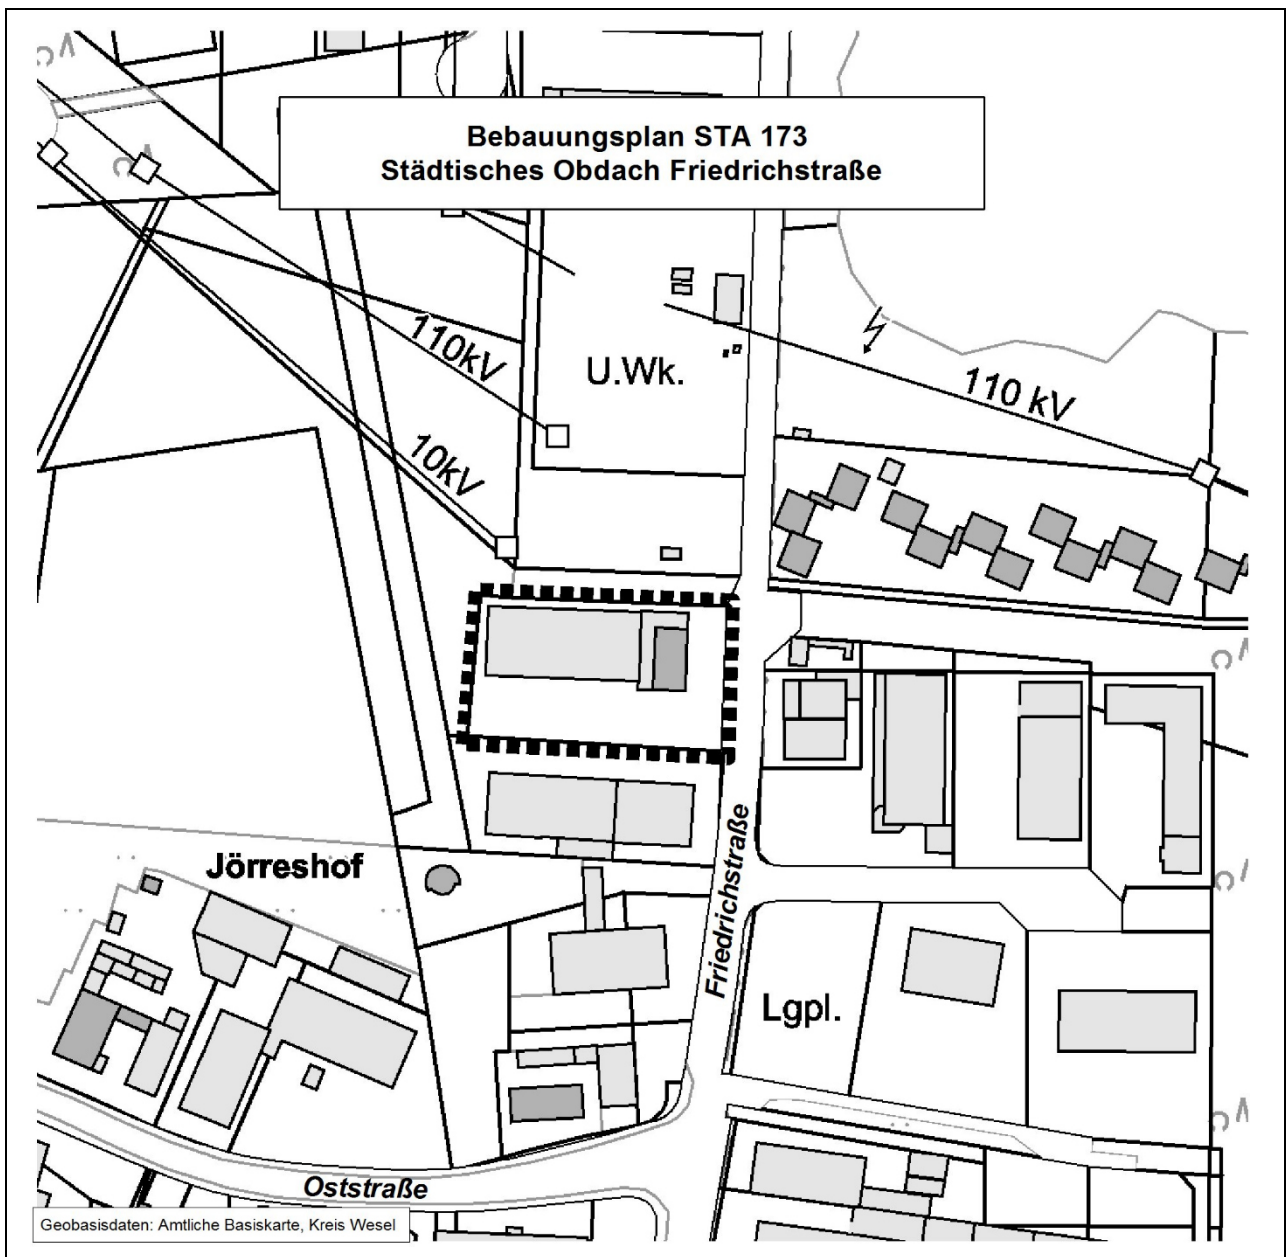 Bebauungsplan STA 173
Städtisches Obdach Friedrichstraße
110kV
U.Wk.
110 kV
10kV
Jörreshof
Friedrichstraße
Lgpl.
Oststraße
Geobasisdaten: Amtliche Basiskarte, Kreis Wesel